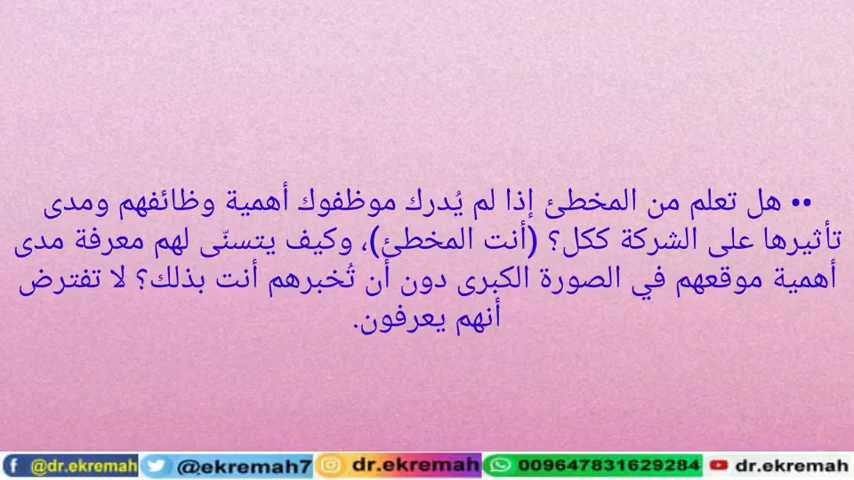 •• هل تعلم من المخطئ إذا لم يُدرك موظفوك أهمية وظائفهم ومدى
تأثيرها على الشركة ككل؟ (أنت المخطئ)، وكيف يتسنّى لهم معرفة مدى
أهمية موقعهم في الصورة الكبرى دون أن تُخبرهم أنت بذلك؟ لا تفترض
أنهم يعرفون.
@dr.ekremah @ekremah7 dr.ekremah 009647831629284 dr.ekremah